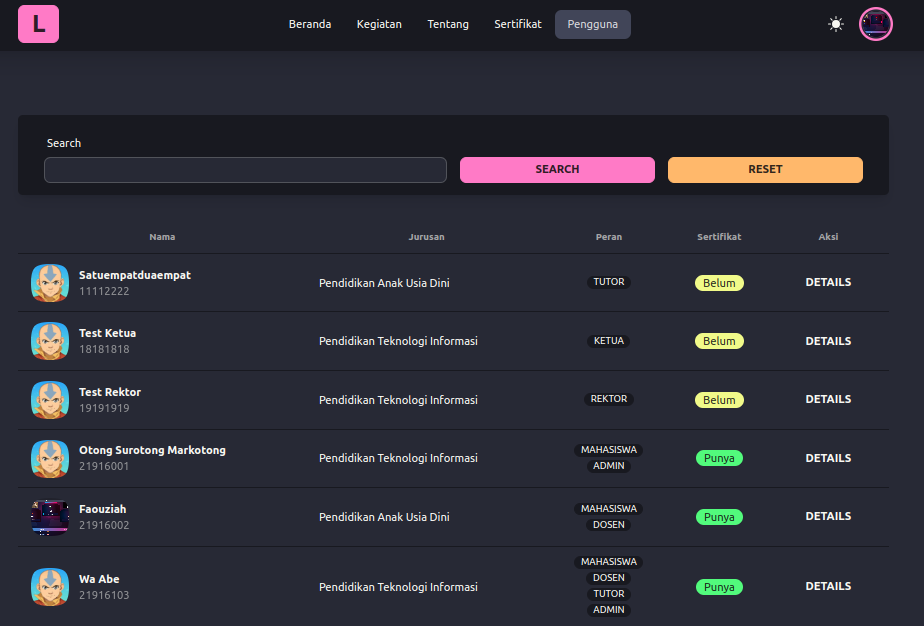 L
Beranda Kegiatan Tentang Sertifikat Pengguna
Search
SEARCH RESET
Nama Jurusan Peran Sertifikat Aksi
Satuempatduaempat
11112222
Pendidikan Anak Usia Dini TUTOR Belum DETAILS
Test Ketua
18181818
Pendidikan Teknologi Informasi KETUA Belum DETAILS
Test Rektor
19191919
Pendidikan Teknologi Informasi REKTOR Belum DETAILS
Otong Surotong Markotong
21916001
Pendidikan Teknologi Informasi
MAHASISWA
ADMIN
Punya DETAILS
Faouziah
21916002
Pendidikan Anak Usia Dini
MAHASISWA
DOSEN
Punya DETAILS
Wa Abe
21916103
Pendidikan Teknologi Informasi
MAHASISWA
DOSEN
TUTOR
ADMIN
Punya DETAILS